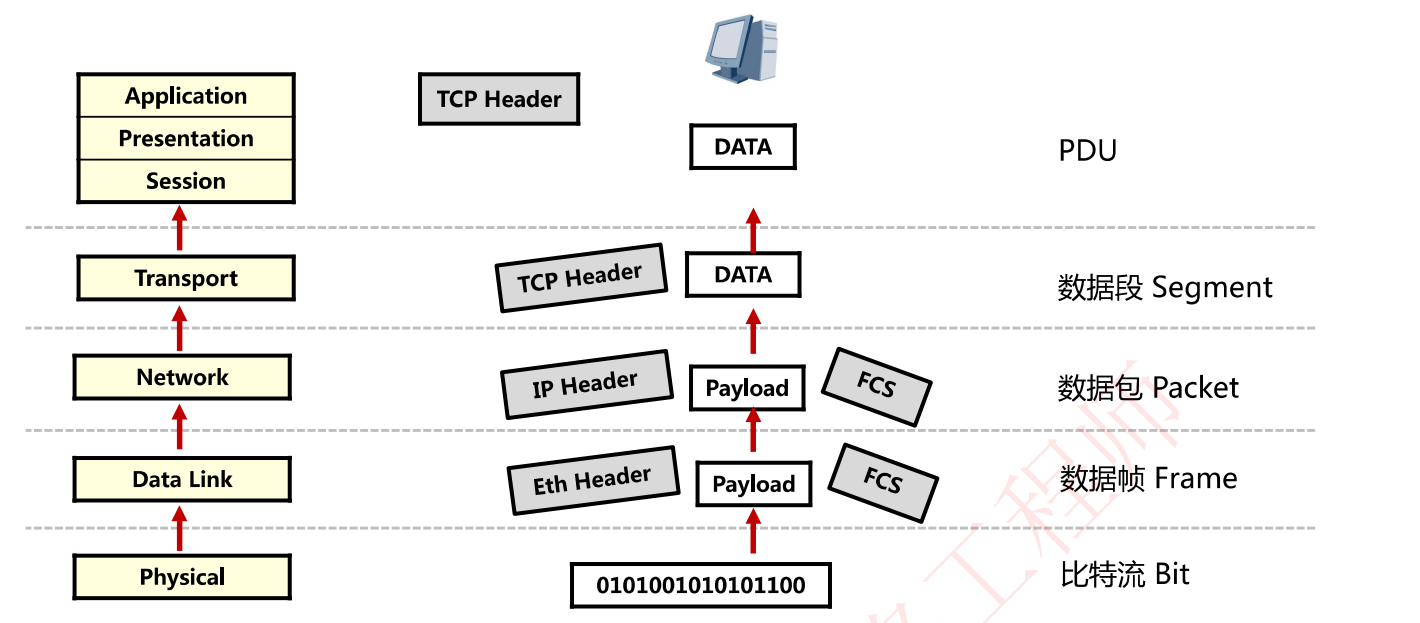 Application
TCP Header
Presentation
DATA
PDU
Session
Transport
TCP Header
DATA
数据段 Segment
Network
IP Header
Payload
FCS
数据包 Packet
Data Link
Eth Header
Payload
FCS
数据帧 Frame
Physical
0101001010101100
比特流 Bit
工程师